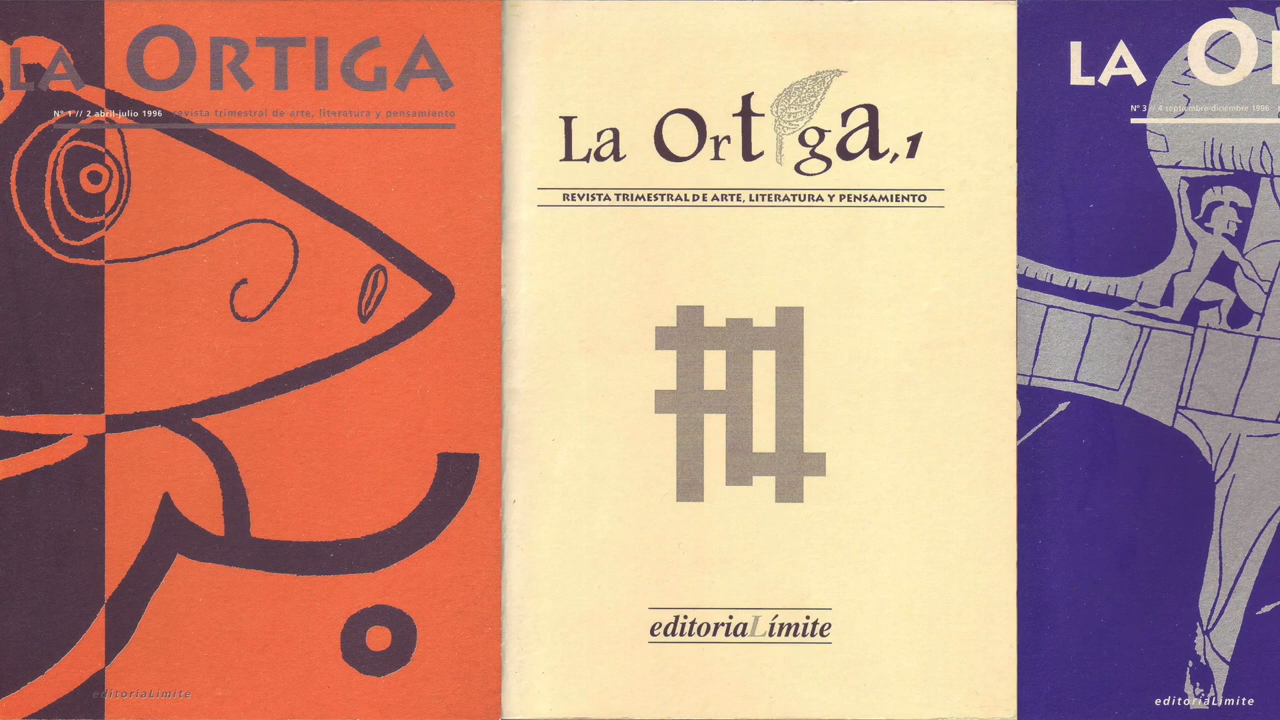 LA ORTIGA
Nº 1 // 2 abril-julio 1996 revista trimestral de arte, literatura y pensamiento
editoriaLímite
La Ortiga,1
REVISTA TRIMESTRAL DE ARTE, LITERATURA Y PENSAMIENTO
editoriaLímite
LA O
Nº 3 // 4 septiembre-diciembre 1996
editoriaLímite